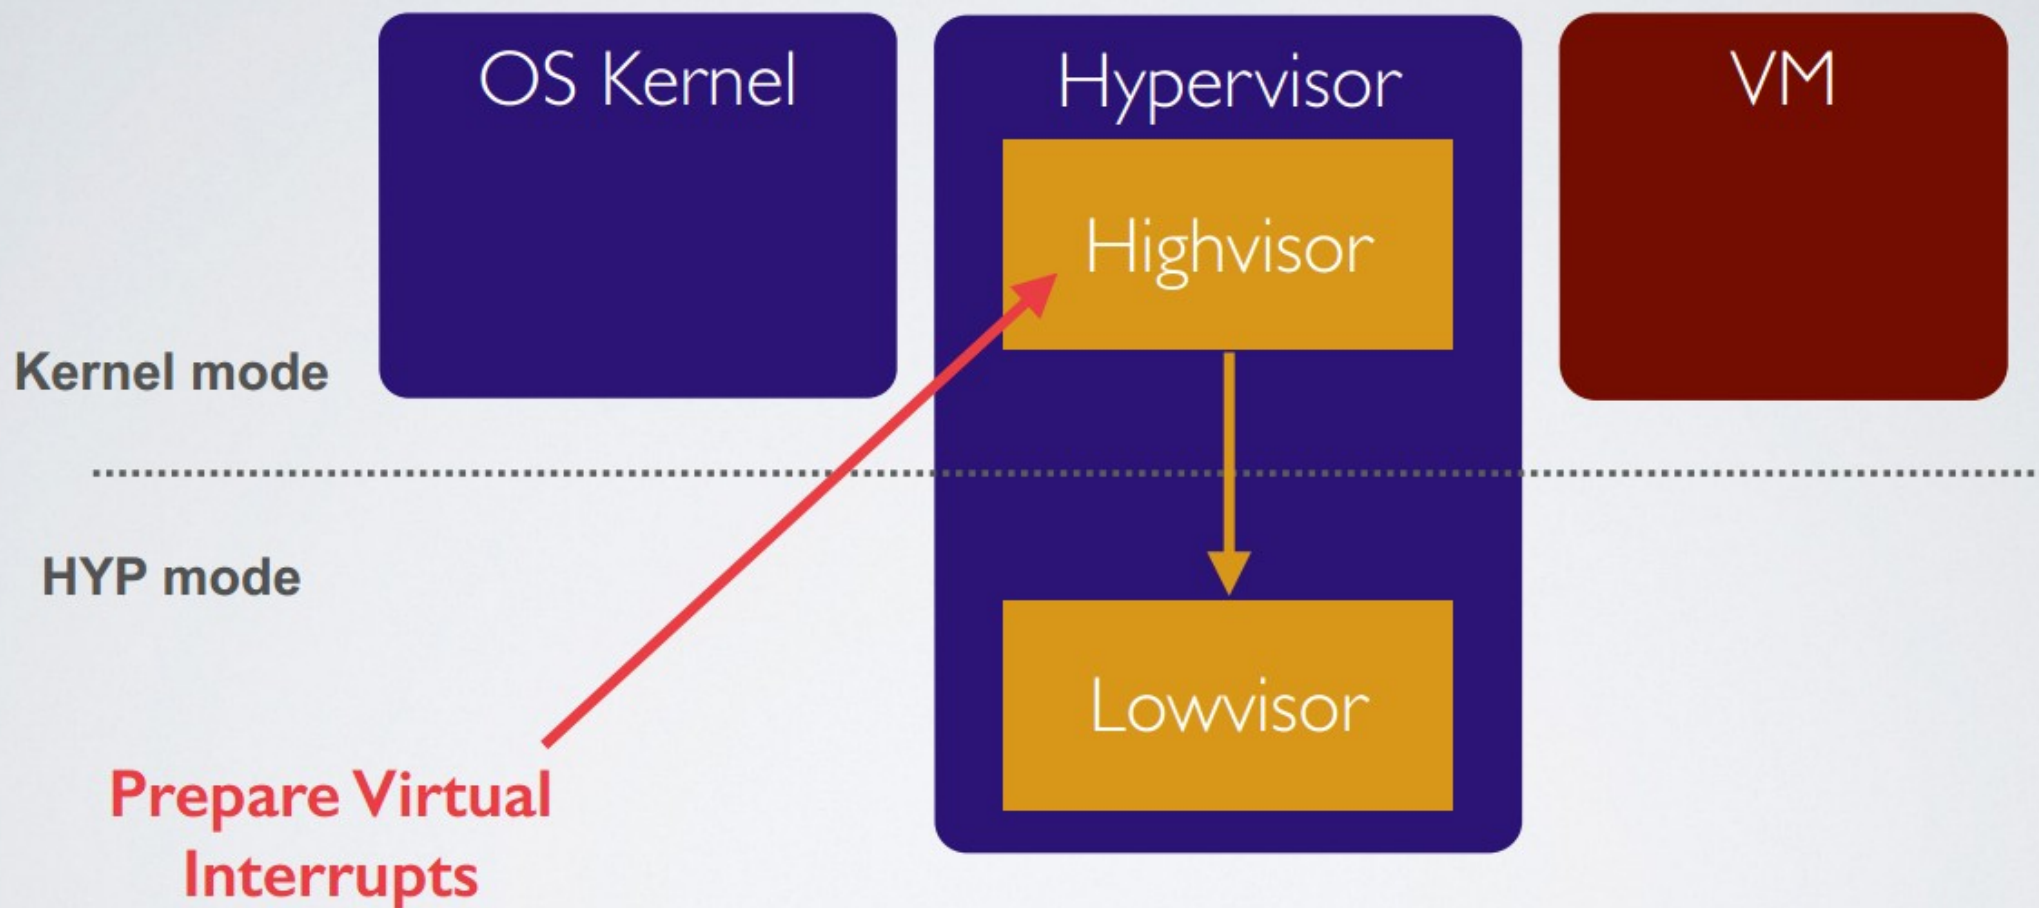 OS Kernel
Hypervisor
VM
Highvisor
Kernel mode
HYP mode
Lowvisor
Prepare Virtual
Interrupts